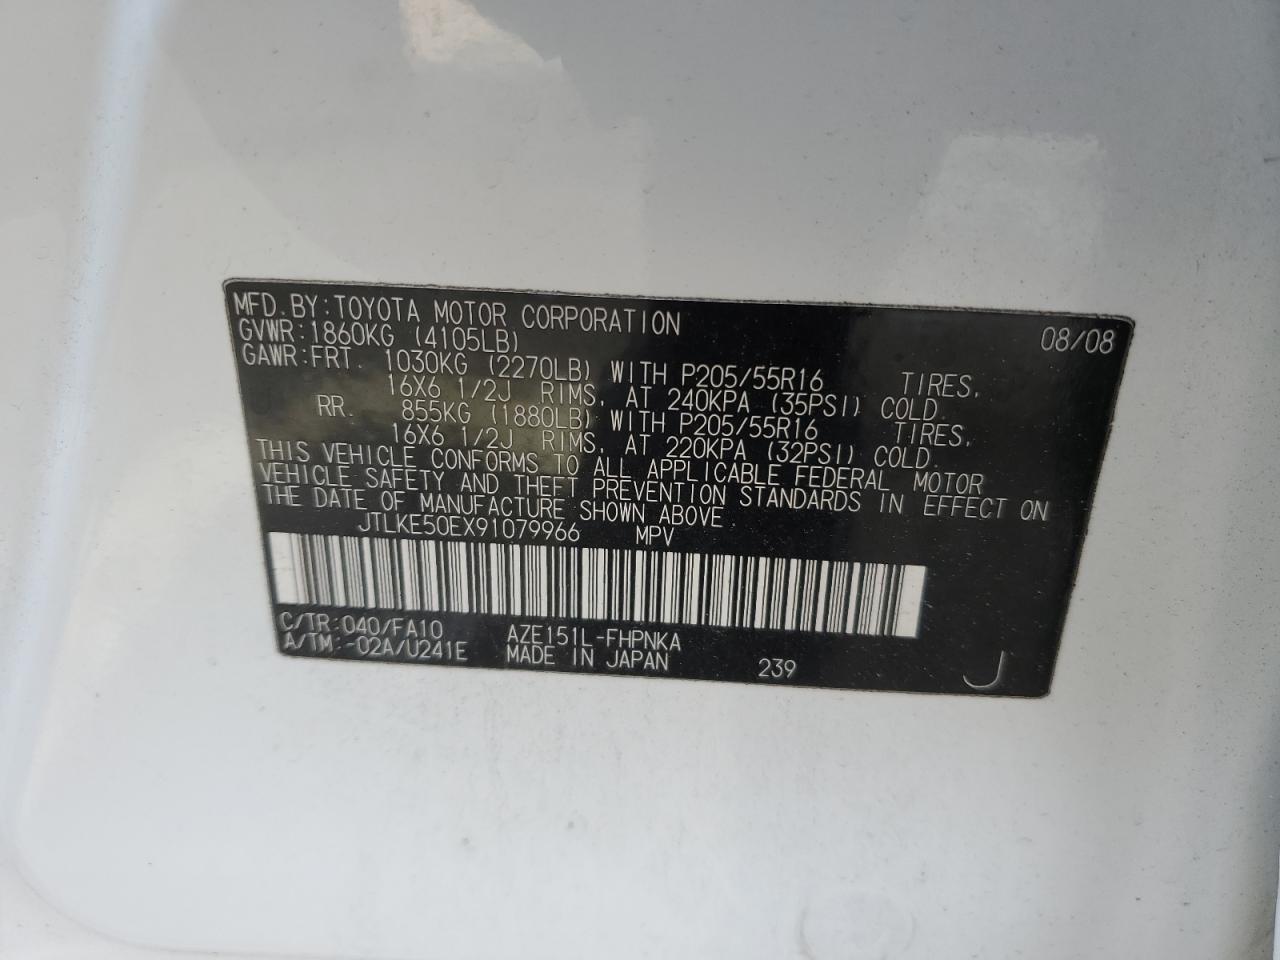 MFD. BY: TOYOTA MOTOR CORPORATION 08/08
GVWR: 1860KG (4105LB)
GAWR: FRT. 1030KG (2270LB) WITH P205/55R16 TIRES,
16X6 1/2J RIMS, AT 240KPA (35PSI) COLD.
RR. 855KG (1880LB) WITH P205/55R16 TIRES,
16X6 1/2J RIMS, AT 220KPA (32PSI) COLD.
THIS VEHICLE CONFORMS TO ALL APPLICABLE FEDERAL MOTOR
VEHICLE SAFETY AND THEFT PREVENTION STANDARDS IN EFFECT ON
THE DATE OF MANUFACTURE SHOWN ABOVE
JTLKE50EX91079966 MPV
C/TR: 040/FA10 AZE151L-FHPNKA
A/TM: -02A/U241E MADE IN JAPAN 239 J